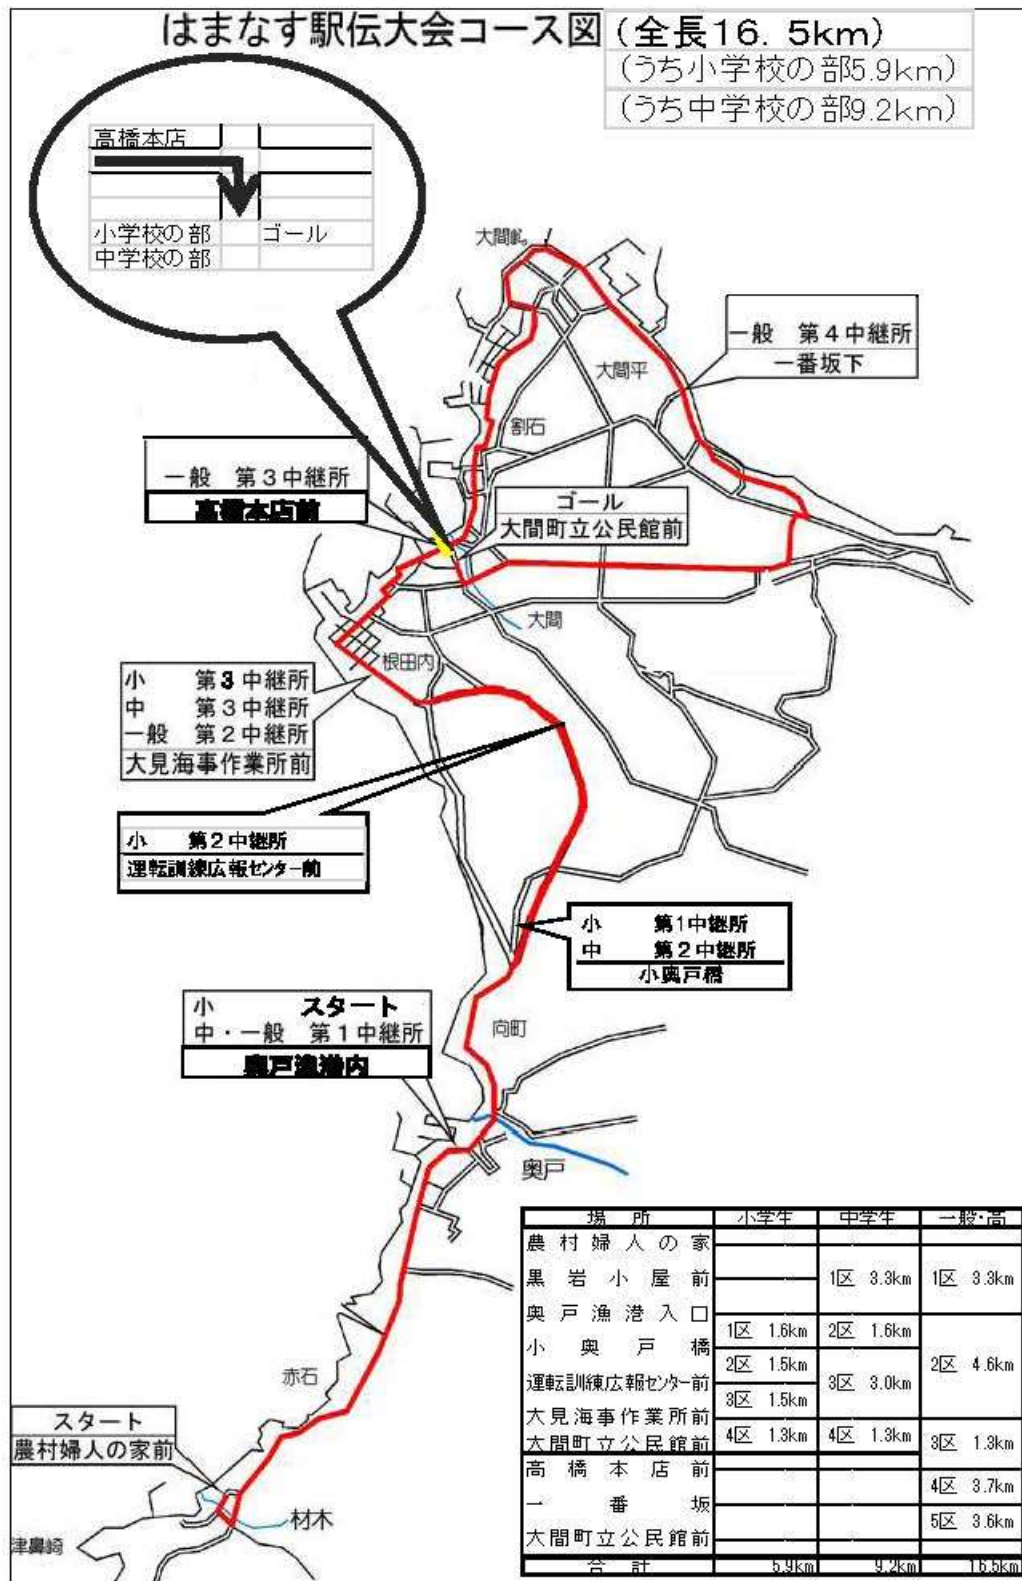 はまなす駅伝大会コース図
(全長16.5km)
(うち小学校の部5.9km)
(うち中学校の部9.2km)
高橋本店
小学校の部 ゴール
中学校の部
大間平
一般 第4中継所
一番坂下
割石
一般 第3中継所
高橋本店前
ゴール
大間町立公民館前
大間
根田内
小 第3中継所
中 第3中継所
一般 第2中継所
大見海事作業所前
小 第2中継所
運転訓練広報センター前
小 第1中継所
中 第2中継所
小奥戸橋
小 スタート
中・一般 第1中継所
奥戸漁港内
向町
奥戸
赤石
スタート
農村婦人の家前
材木
津鼻崎
場所 小学生 中学生 一般・高
農村婦人の家
黒岩小屋前 1区 3.3km 1区 3.3km
奥戸漁港入口
1区 1.6km 2区 1.6km
小奥戸橋
2区 1.5km 3区 3.0km 2区 4.6km
運転訓練広報センター前
3区 1.5km
大見海事作業所前
4区 1.3km 4区 1.3km 3区 1.3km
大間町立公民館前
高橋本店前
4区 3.7km
一番坂
5区 3.6km
大間町立公民館前
合計 5.9km 9.2km 16.5km